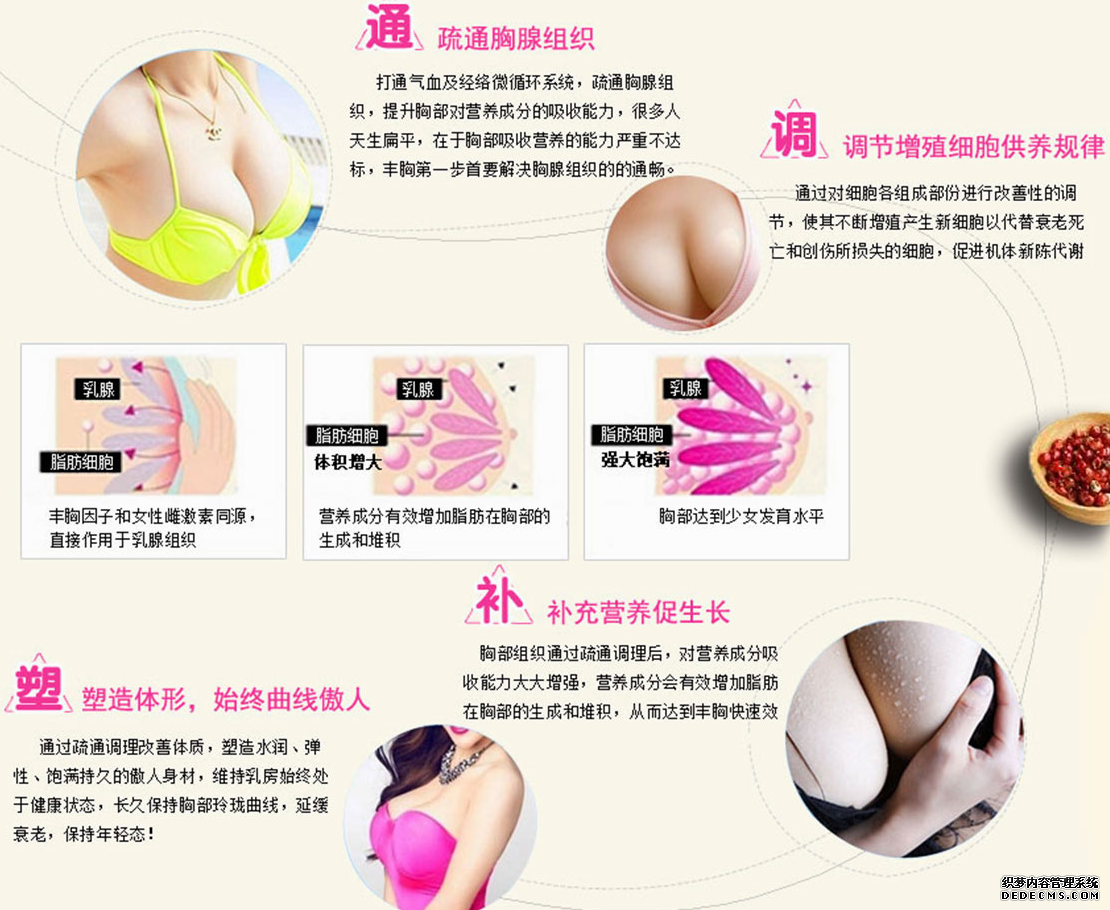 通 疏通胸腺组织
打通气血及经络微循环系统，疏通胸腺组
织，提升胸部对营养成分的吸收能力，很多人
天生扁平，在于胸部吸收营养的能力严重不达
标，丰胸第一步首要解决胸腺组织的的通畅。
调 调节增殖细胞供养规律
通过对细胞各组成部份进行改善性的调
节，使其不断增殖产生新细胞以代替衰老死
亡和创伤所损失的细胞，促进机体新陈代谢
乳腺
脂肪细胞
丰胸因子和女性雌激素同源，
直接作用于乳腺组织
乳腺
脂肪细胞
体积增大
营养成分有效增加脂肪在胸部的
生成和堆积
乳腺
脂肪细胞
强大饱满
胸部达到少女发育水平
补 补充营养促生长
胸部组织通过疏通调理后，对营养成分吸
收能力大大增强，营养成分会有效增加脂肪
在胸部的生成和堆积，从而达到丰胸快速效
塑 塑造体形，始终曲线傲人
通过疏通调理改善体质，塑造水润、弹
性、饱满持久的傲人身材，维持乳房始终处
于健康状态，长久保持胸部玲珑曲线，延缓
衰老，保持年轻态！
织梦内容管理系统
DEDECMS.COM